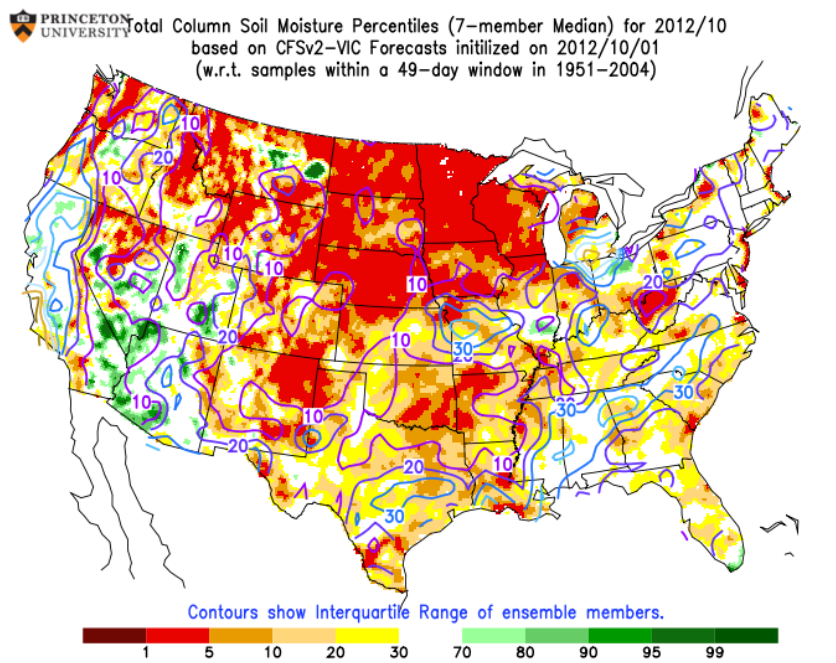 PRINCETON
UNIVERSITY
Total Column Soil Moisture Percentiles (7-member Median) for 2012/10
based on CFSv2-VIC Forecasts initilized on 2012/10/01
(w.r.t. samples within a 49-day window in 1951-2004)
10
20
10
10
10
10
20
10
30
20
20
30
30
10
10
20
20
10
30
Contours show Interquartile Range of ensemble members.
1 5 10 20 30 70 80 90 95 99